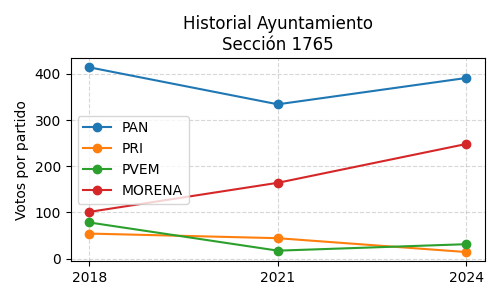 Historial Ayuntamiento
Sección 1765
Votos por partido
400
300
200
100
0
PAN
PRI
PVEM
MORENA
2018 2021 2024